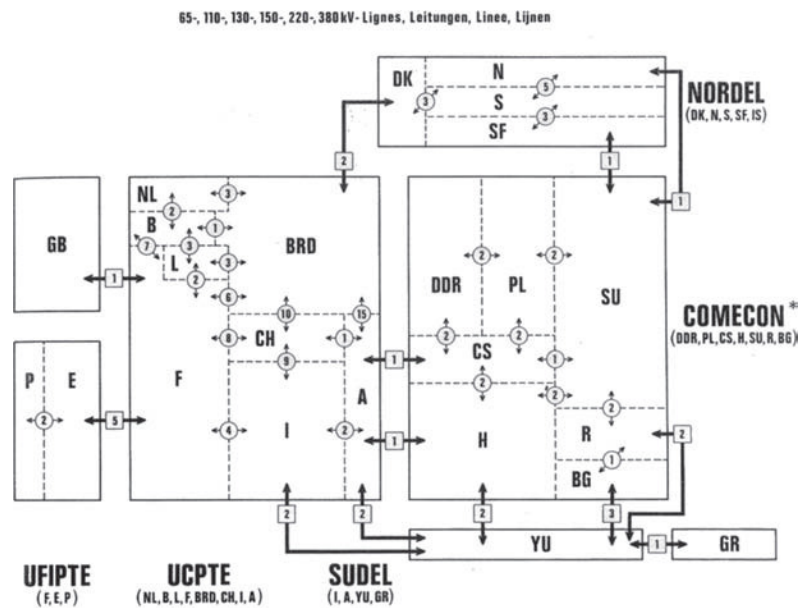 65-, 110-, 130-, 150-, 220-, 380 kV - Lignes, Leitungen, Linee, Lijnen
DK
N
5
3
S
3
SF
NORDEL
(DK, N, S, SF, IS)
2
1
1
NL
3
2
B
1
7
3
L
3
2
6
BRD
GB
1
2
2
DDR
PL
SU
COMECON*
(DDR, PL, CS, H, SU, R, BG)
10
15
8
CH
1
9
1
2
2
CS
1
2
2
P
E
2
5
F
4
I
2
A
1
H
2
R
2
1
BG
2
2
2
3
YU
1
GR
UFIPTE
(F, E, P)
UCPTE
(NL, B, L, F, BRD, CH, I, A)
SUDEL
(I, A, YU, GR)